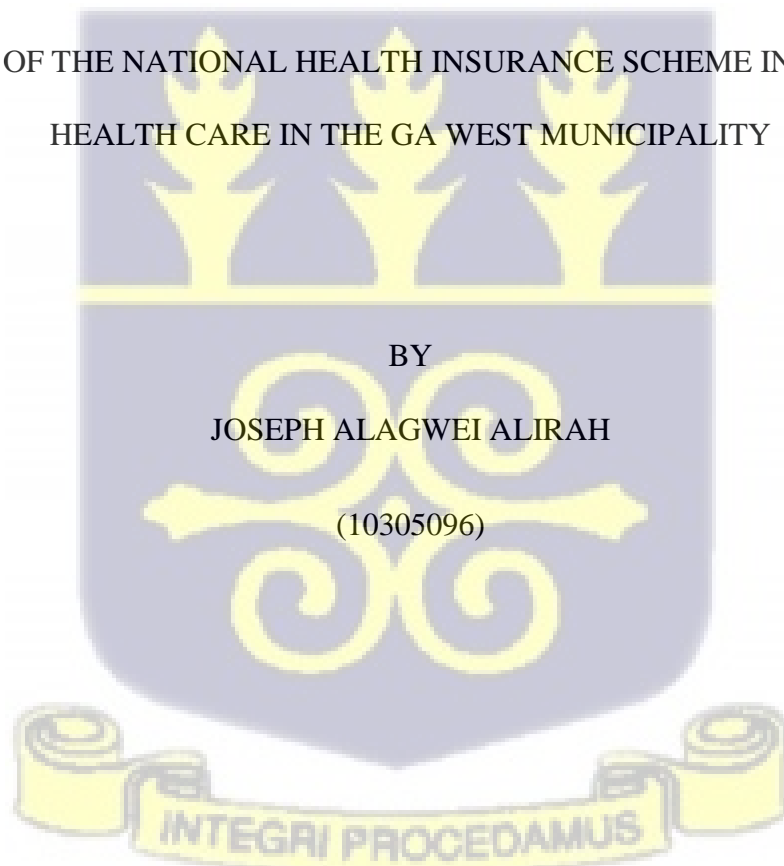 OF THE NATIONAL HEALTH INSURANCE SCHEME IN
HEALTH CARE IN THE GA WEST MUNICIPALITY
BY
JOSEPH ALAGWEI ALIRAH
(10305096)
INTEGRI PROCEDAMUS